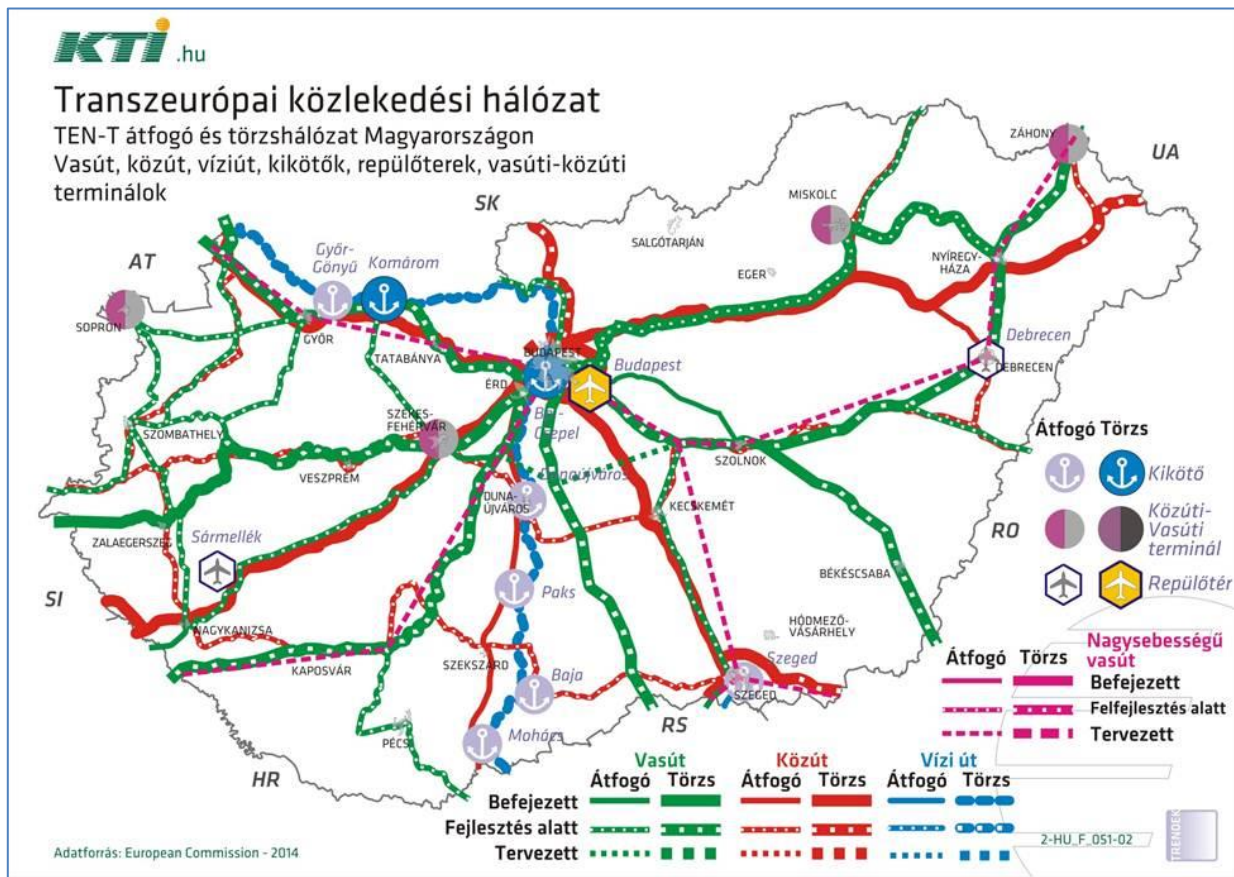 KTI.hu
Transzeurópai közlekedési hálózat
TEN-T átfogó és törzshálózat Magyarországon
Vasút, közút, víziút, kikötők, repülőterek, vasúti-közúti
terminálok
SK
UA
AT
SI
HR
RS
RO
ZÁHONY
MISKOLC
SALGÓTARJÁN
EGER
NYÍREGY-
HÁZA
Győr-
Gönyű
Komárom
SOPRON
GYŐR
TATABÁNYA
BUDAPEST
Budapest
ÉRD
Debrecen
DEBRECEN
SZÉKES-
FEHÉRVÁR
Csepel
SZOMBATHELY
VESZPRÉM
Dunaújváros
DUNA-
ÚJVÁROS
SZOLNOK
KECSKEMÉT
ZALAEGERSZEG
Sármellék
Paks
BÉKÉSCSABA
NAGYKANIZSA
KAPOSVÁR
SZEKSZÁRD
Baja
HÓDMEZŐ-
VÁSÁRHELY
Szeged
SZEGED
PÉCS
Mohács
Átfogó Törzs
Kikötő
Közúti-
Vasúti
terminál
Repülőtér
Nagysebességű
vasút
Átfogó Törzs
Befejezett
Felfejlesztés alatt
Tervezett
Vasút Közút Vízi út
Átfogó Törzs Átfogó Törzs Átfogó Törzs
Befejezett
Fejlesztés alatt
Tervezett
Adatforrás: European Commission - 2014
2-HU_F_051-02
TRENDEK